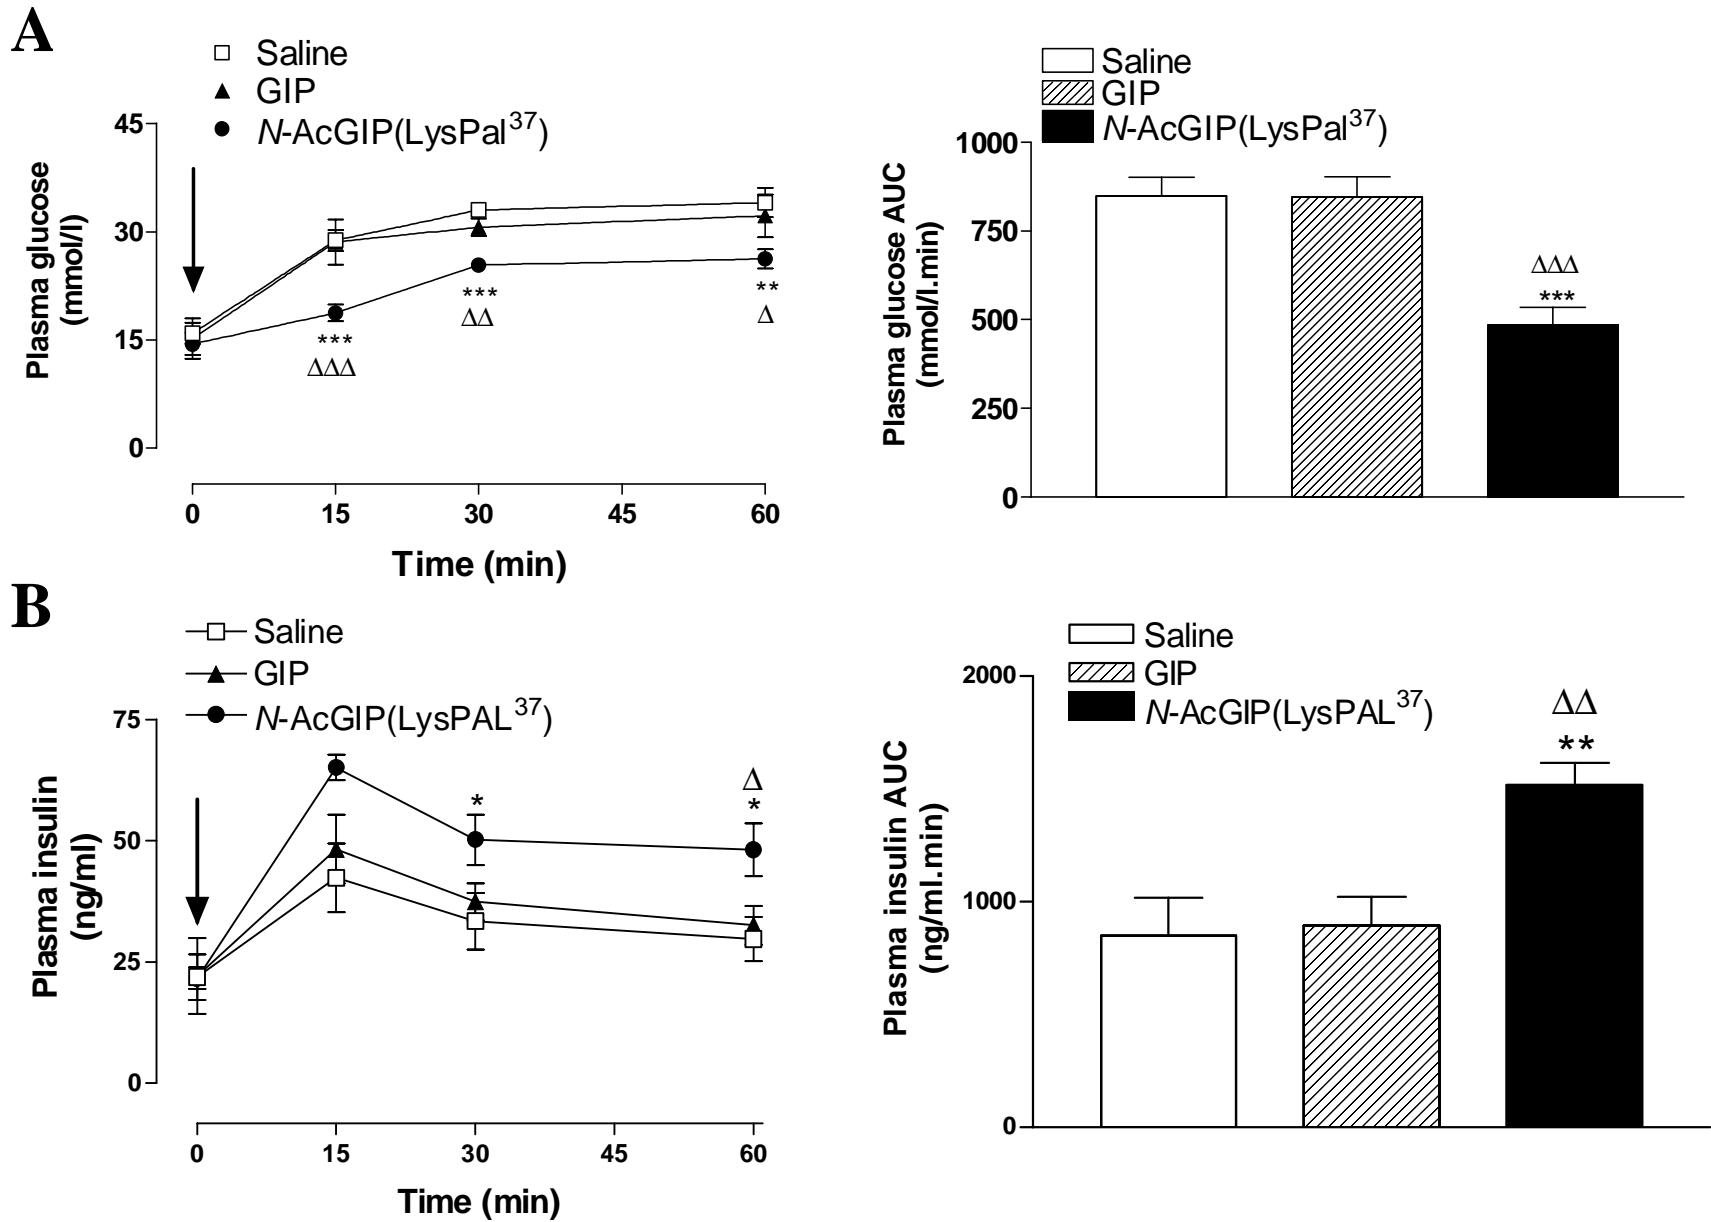 A
Saline
GIP
N-AcGIP(LysPal37)
45
30
15
0
Plasma glucose
(mmol/l)
***
ΔΔΔ
***
ΔΔ
**
Δ
0 15 30 45 60
Time (min)
Saline
GIP
N-AcGIP(LysPal37)
1000
750
500
250
0
Plasma glucose AUC
(mmol/l.min)
ΔΔΔ
***
B
Saline
GIP
N-AcGIP(LysPAL37)
75
50
25
0
Plasma insulin
(ng/ml)
*
Δ
*
0 15 30 45 60
Time (min)
Saline
GIP
N-AcGIP(LysPAL37)
2000
1000
0
Plasma insulin AUC
(ng/ml.min)
ΔΔ
**